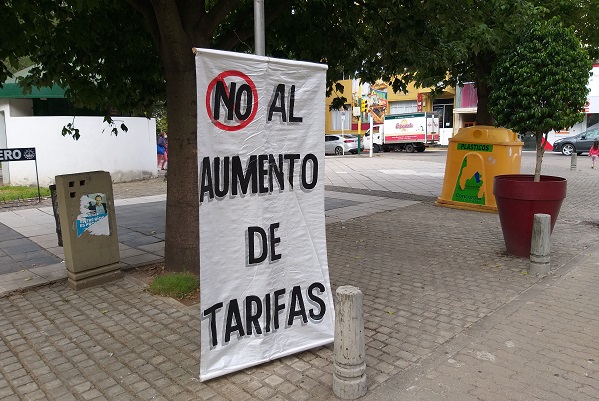 NO AL
AUMENTO
DE
TARIFAS
PLASTICOS
ERO